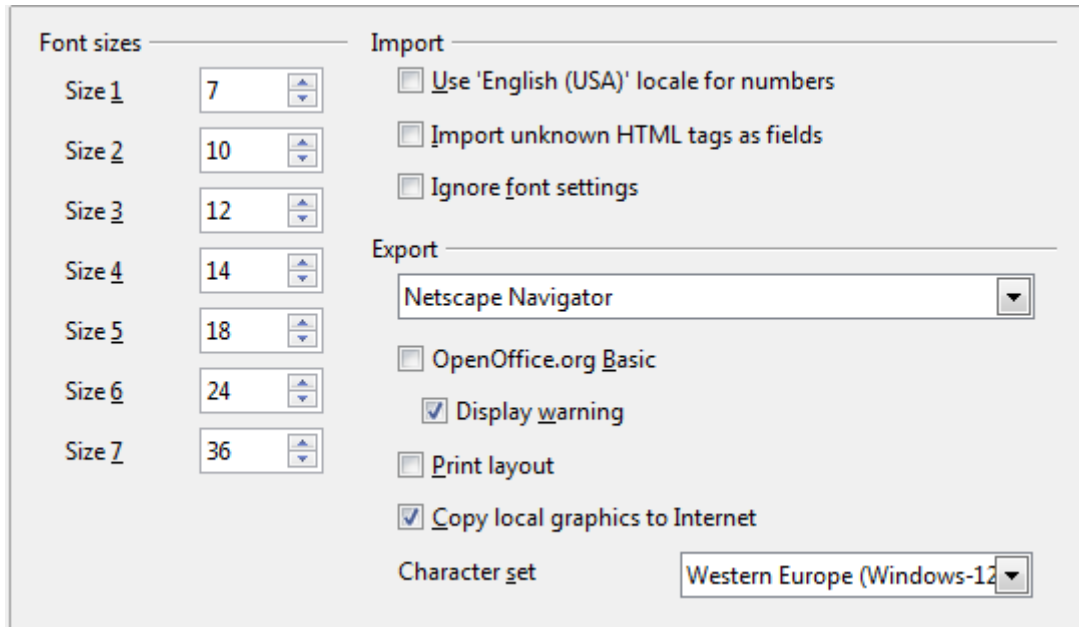 Font sizes
Size 1 7
Size 2 10
Size 3 12
Size 4 14
Size 5 18
Size 6 24
Size 7 36
Import
Use 'English (USA)' locale for numbers
Import unknown HTML tags as fields
Ignore font settings
Export
Netscape Navigator
OpenOffice.org Basic
Display warning
Print layout
Copy local graphics to Internet
Character set Western Europe (Windows-12